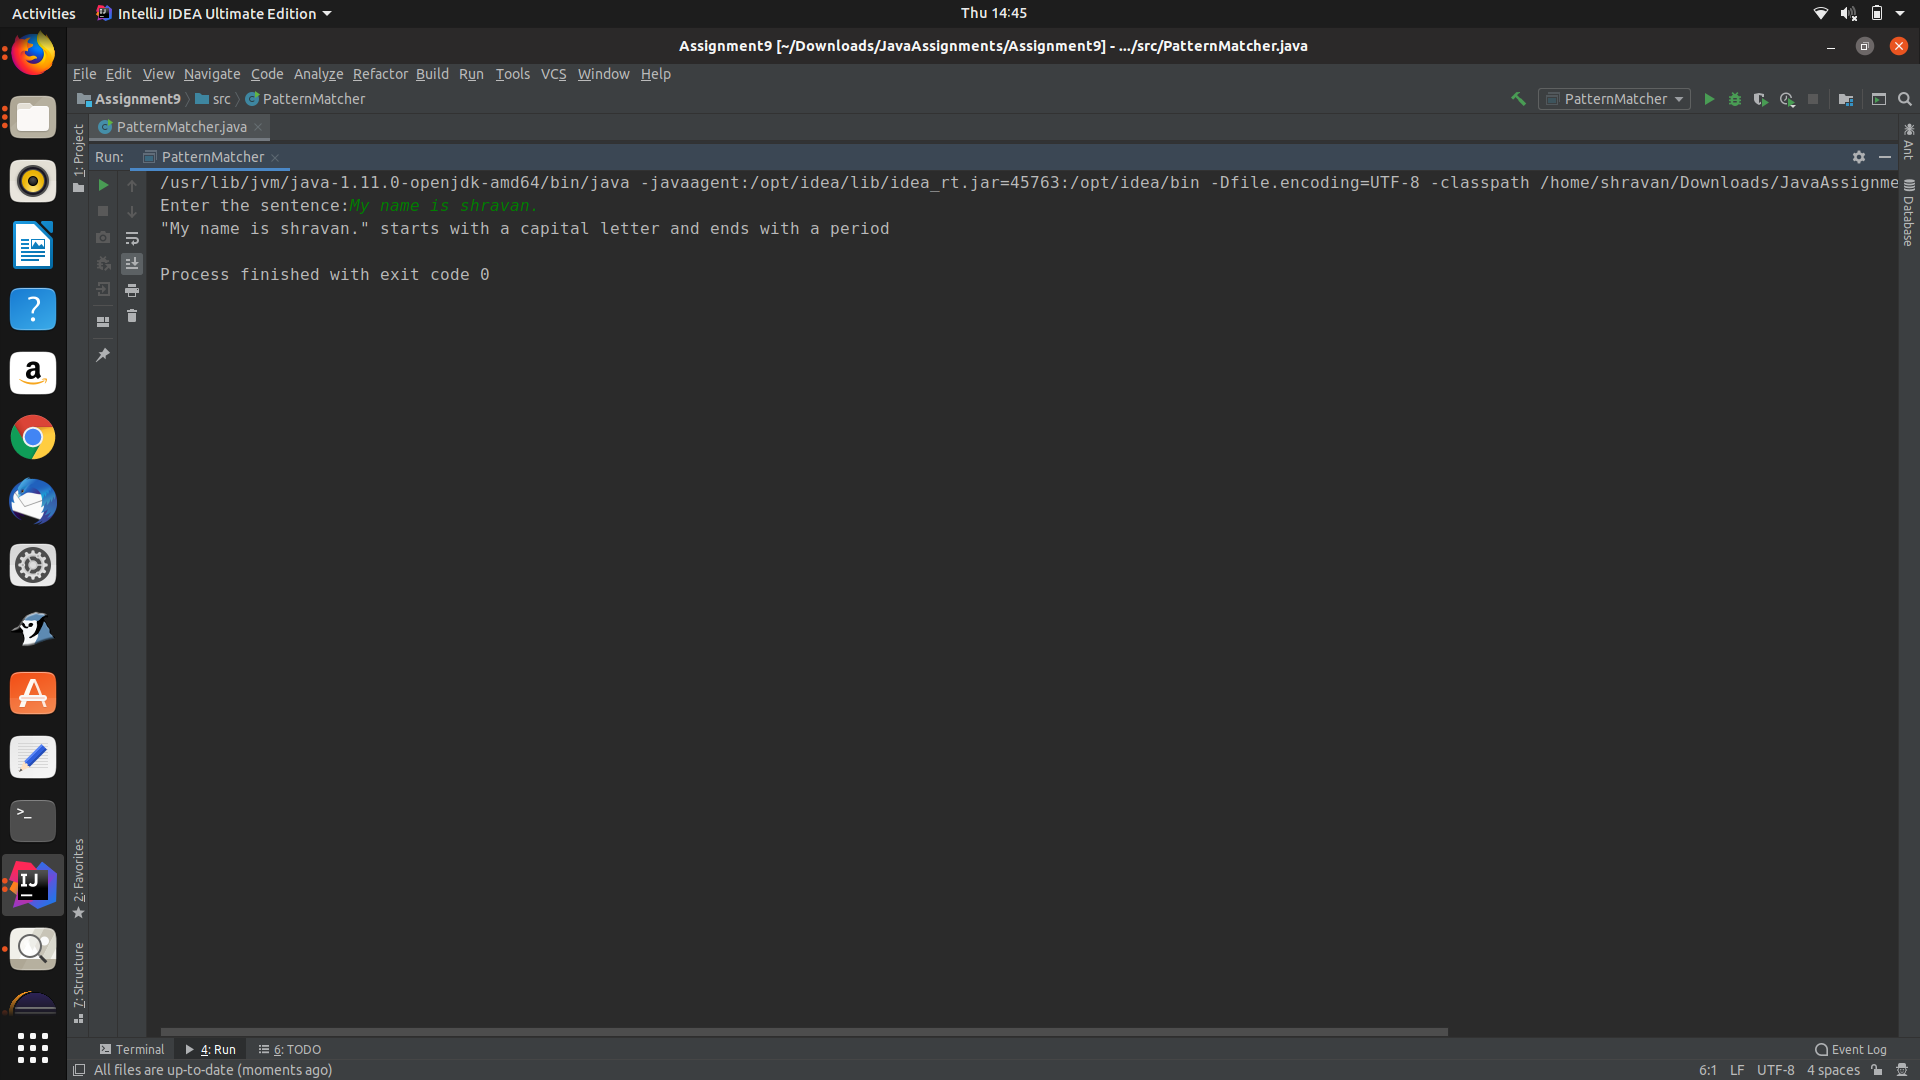 Activities IntelliJ IDEA Ultimate Edition Thu 14:45
Assignment9 [~/Downloads/JavaAssignments/Assignment9] - .../src/PatternMatcher.java
File Edit View Navigate Code Analyze Refactor Build Run Tools VCS Window Help
Assignment9 src PatternMatcher PatternMatcher
PatternMatcher.java
Run: PatternMatcher
/usr/lib/jvm/java-1.11.0-openjdk-amd64/bin/java -javaagent:/opt/idea/lib/idea_rt.jar=45763:/opt/idea/bin -Dfile.encoding=UTF-8 -classpath /home/shravan/Downloads/JavaAssignme
Enter the sentence:My name is shravan.
"My name is shravan." starts with a capital letter and ends with a period
Process finished with exit code 0
1: Project
2: Favorites
7: Structure
Ant
Database
Terminal 4: Run 6: TODO Event Log
All files are up-to-date (moments ago) 6:1 LF UTF-8 4 spaces